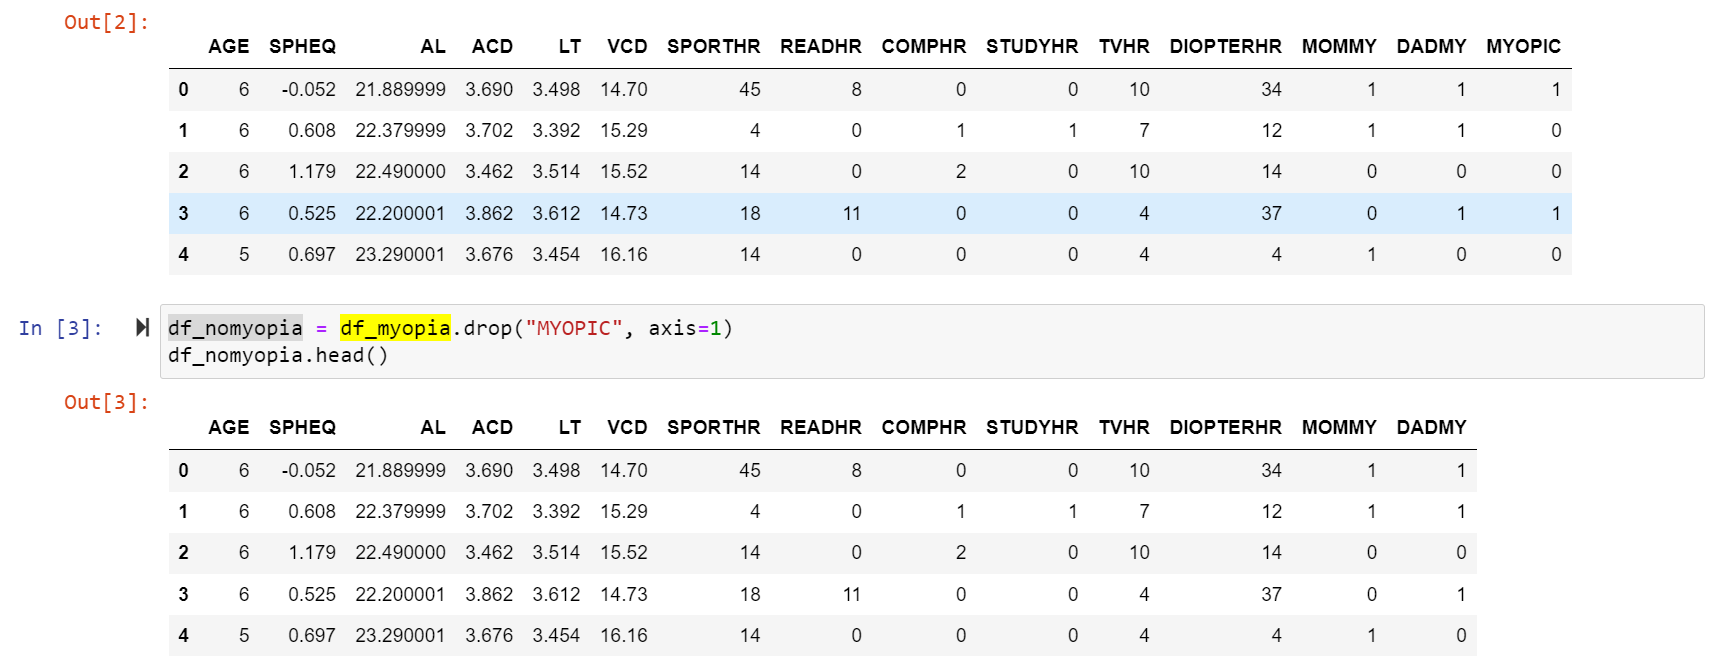 Out[2]:
AGE SPHEQ AL ACD LT VCD SPORTHR READHR COMPHR STUDYHR TVHR DIOPTERHR MOMMY DADMY MYOPIC
0 6 -0.052 21.889999 3.690 3.498 14.70 45 8 0 0 10 34 1 1 1
1 6 0.608 22.379999 3.702 3.392 15.29 4 0 1 1 7 12 1 1 0
2 6 1.179 22.490000 3.462 3.514 15.52 14 0 2 0 10 14 0 0 0
3 6 0.525 22.200001 3.862 3.612 14.73 18 11 0 0 4 37 0 1 1
4 5 0.697 23.290001 3.676 3.454 16.16 14 0 0 0 4 4 1 0 0
In [3]: df_nomyopia = df_myopia.drop("MYOPIC", axis=1)
df_nomyopia.head()
Out[3]:
AGE SPHEQ AL ACD LT VCD SPORTHR READHR COMPHR STUDYHR TVHR DIOPTERHR MOMMY DADMY
0 6 -0.052 21.889999 3.690 3.498 14.70 45 8 0 0 10 34 1 1
1 6 0.608 22.379999 3.702 3.392 15.29 4 0 1 1 7 12 1 1
2 6 1.179 22.490000 3.462 3.514 15.52 14 0 2 0 10 14 0 0
3 6 0.525 22.200001 3.862 3.612 14.73 18 11 0 0 4 37 0 1
4 5 0.697 23.290001 3.676 3.454 16.16 14 0 0 0 4 4 1 0